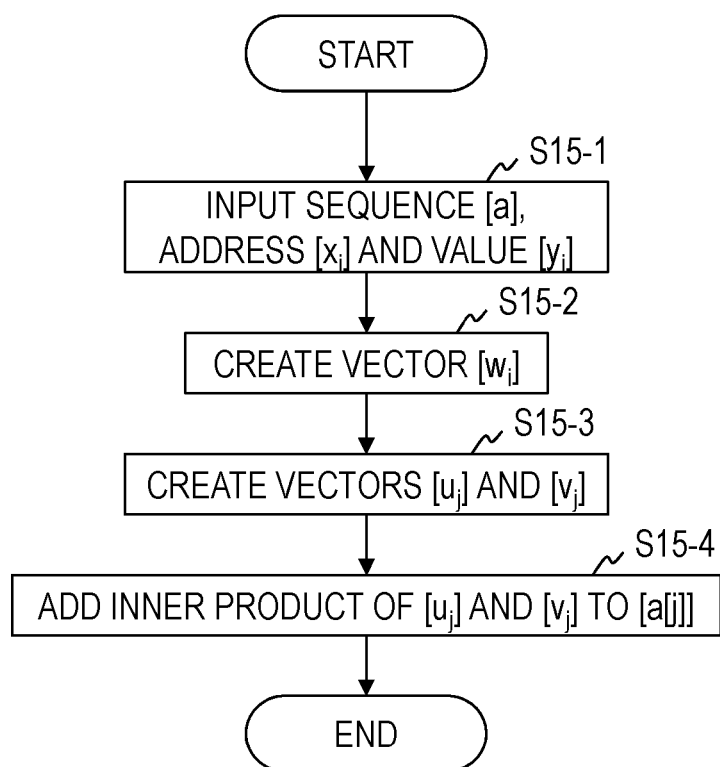 START
S15-1
INPUT SEQUENCE [a],
ADDRESS [xᵢ] AND VALUE [yᵢ]
S15-2
CREATE VECTOR [wᵢ]
S15-3
CREATE VECTORS [uⱼ] AND [vⱼ]
S15-4
ADD INNER PRODUCT OF [uⱼ] AND [vⱼ] TO [a[j]]
END